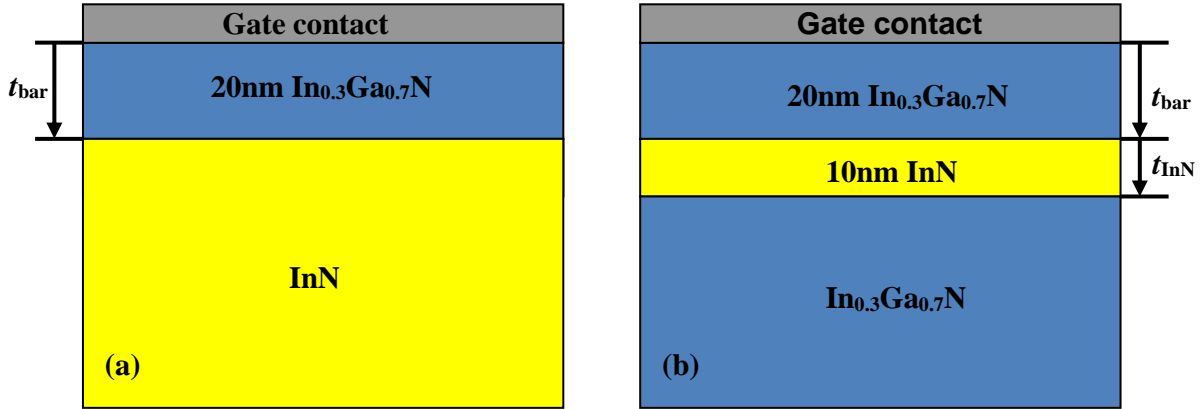 Gate contact
t_bar
20nm In₀.₃Ga₀.₇N
InN
(a)
Gate contact
20nm In₀.₃Ga₀.₇N
t_bar
10nm InN
t_InN
In₀.₃Ga₀.₇N
(b)